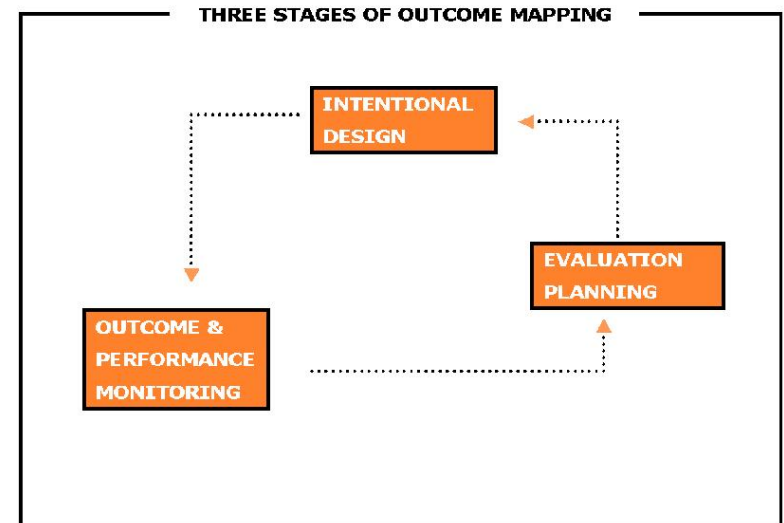 THREE STAGES OF OUTCOME MAPPING
INTENTIONAL
DESIGN
EVALUATION
PLANNING
OUTCOME &
PERFORMANCE
MONITORING